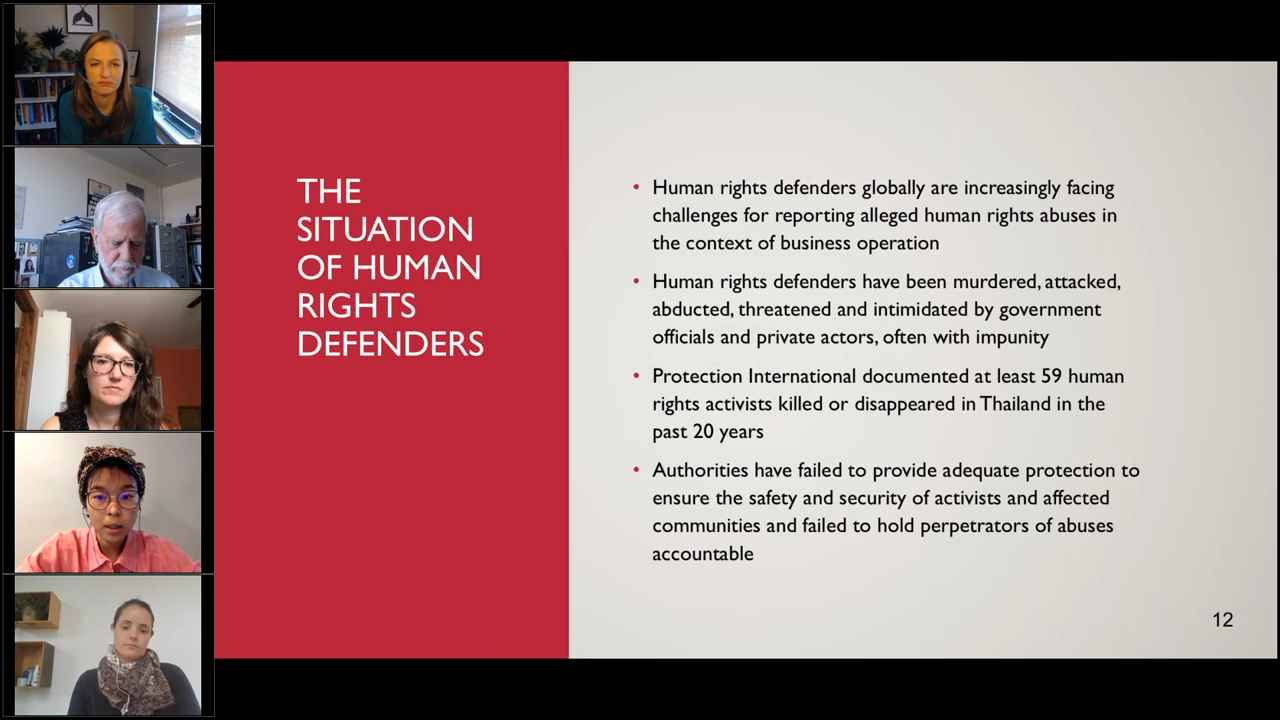 THE
SITUATION
OF HUMAN
RIGHTS
DEFENDERS
• Human rights defenders globally are increasingly facing
challenges for reporting alleged human rights abuses in
the context of business operation
• Human rights defenders have been murdered, attacked,
abducted, threatened and intimidated by government
officials and private actors, often with impunity
• Protection International documented at least 59 human
rights activists killed or disappeared in Thailand in the
past 20 years
• Authorities have failed to provide adequate protection to
ensure the safety and security of activists and affected
communities and failed to hold perpetrators of abuses
accountable
12